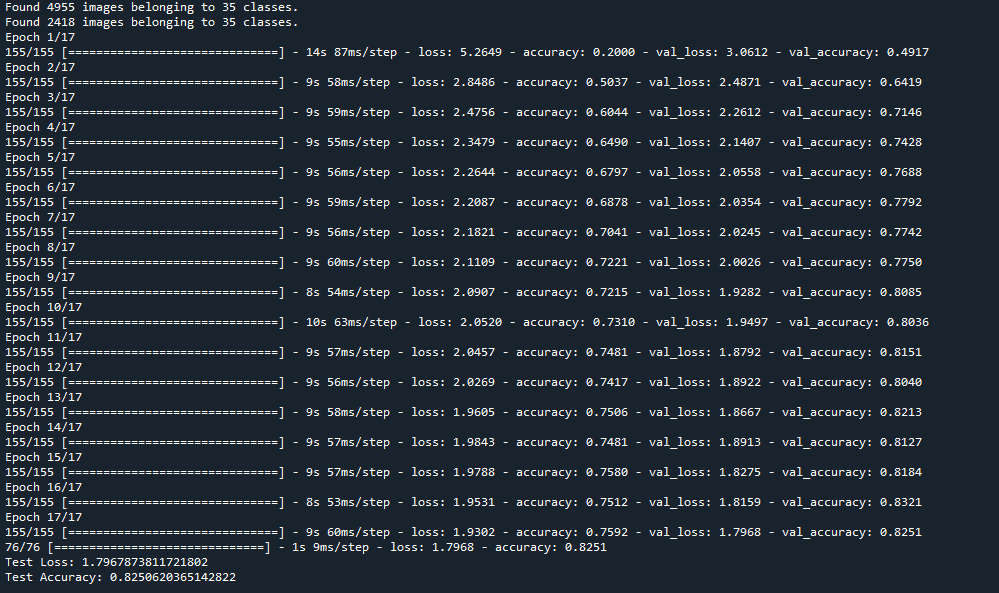 Found 4955 images belonging to 35 classes.
Found 2418 images belonging to 35 classes.
Epoch 1/17
155/155 [==============================] - 14s 87ms/step - loss: 5.2649 - accuracy: 0.2000 - val_loss: 3.0612 - val_accuracy: 0.4917
Epoch 2/17
155/155 [==============================] - 9s 58ms/step - loss: 2.8486 - accuracy: 0.5037 - val_loss: 2.4871 - val_accuracy: 0.6419
Epoch 3/17
155/155 [==============================] - 9s 59ms/step - loss: 2.4756 - accuracy: 0.6044 - val_loss: 2.2612 - val_accuracy: 0.7146
Epoch 4/17
155/155 [==============================] - 9s 55ms/step - loss: 2.3479 - accuracy: 0.6490 - val_loss: 2.1407 - val_accuracy: 0.7428
Epoch 5/17
155/155 [==============================] - 9s 56ms/step - loss: 2.2644 - accuracy: 0.6797 - val_loss: 2.0558 - val_accuracy: 0.7688
Epoch 6/17
155/155 [==============================] - 9s 59ms/step - loss: 2.2087 - accuracy: 0.6878 - val_loss: 2.0354 - val_accuracy: 0.7792
Epoch 7/17
155/155 [==============================] - 9s 56ms/step - loss: 2.1821 - accuracy: 0.7041 - val_loss: 2.0245 - val_accuracy: 0.7742
Epoch 8/17
155/155 [==============================] - 9s 60ms/step - loss: 2.1109 - accuracy: 0.7221 - val_loss: 2.0026 - val_accuracy: 0.7750
Epoch 9/17
155/155 [==============================] - 8s 54ms/step - loss: 2.0907 - accuracy: 0.7215 - val_loss: 1.9282 - val_accuracy: 0.8085
Epoch 10/17
155/155 [==============================] - 10s 63ms/step - loss: 2.0520 - accuracy: 0.7310 - val_loss: 1.9497 - val_accuracy: 0.8036
Epoch 11/17
155/155 [==============================] - 9s 57ms/step - loss: 2.0457 - accuracy: 0.7481 - val_loss: 1.8792 - val_accuracy: 0.8151
Epoch 12/17
155/155 [==============================] - 9s 56ms/step - loss: 2.0269 - accuracy: 0.7417 - val_loss: 1.8922 - val_accuracy: 0.8040
Epoch 13/17
155/155 [==============================] - 9s 58ms/step - loss: 1.9605 - accuracy: 0.7506 - val_loss: 1.8667 - val_accuracy: 0.8213
Epoch 14/17
155/155 [==============================] - 9s 57ms/step - loss: 1.9843 - accuracy: 0.7481 - val_loss: 1.8913 - val_accuracy: 0.8127
Epoch 15/17
155/155 [==============================] - 9s 57ms/step - loss: 1.9788 - accuracy: 0.7580 - val_loss: 1.8275 - val_accuracy: 0.8184
Epoch 16/17
155/155 [==============================] - 8s 53ms/step - loss: 1.9531 - accuracy: 0.7512 - val_loss: 1.8159 - val_accuracy: 0.8321
Epoch 17/17
155/155 [==============================] - 9s 60ms/step - loss: 1.9302 - accuracy: 0.7592 - val_loss: 1.7968 - val_accuracy: 0.8251
76/76 [==============================] - 1s 9ms/step - loss: 1.7968 - accuracy: 0.8251
Test Loss: 1.7967873811721802
Test Accuracy: 0.8250620365142822